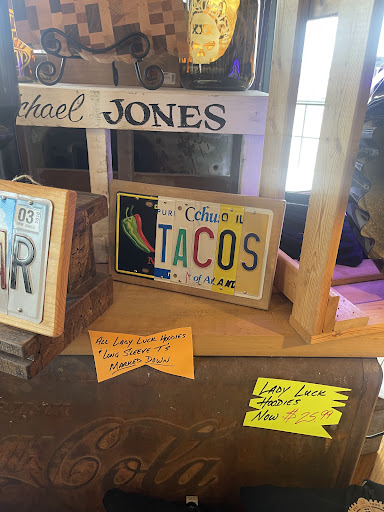 chael JONES
03
AR
TACOS
of
ALL LADY LUCK HOODIES
LONG SLEEVE T'S
MARKED DOWN
LADY LUCK
HOODIES
NOW $25.99
Coca-Cola